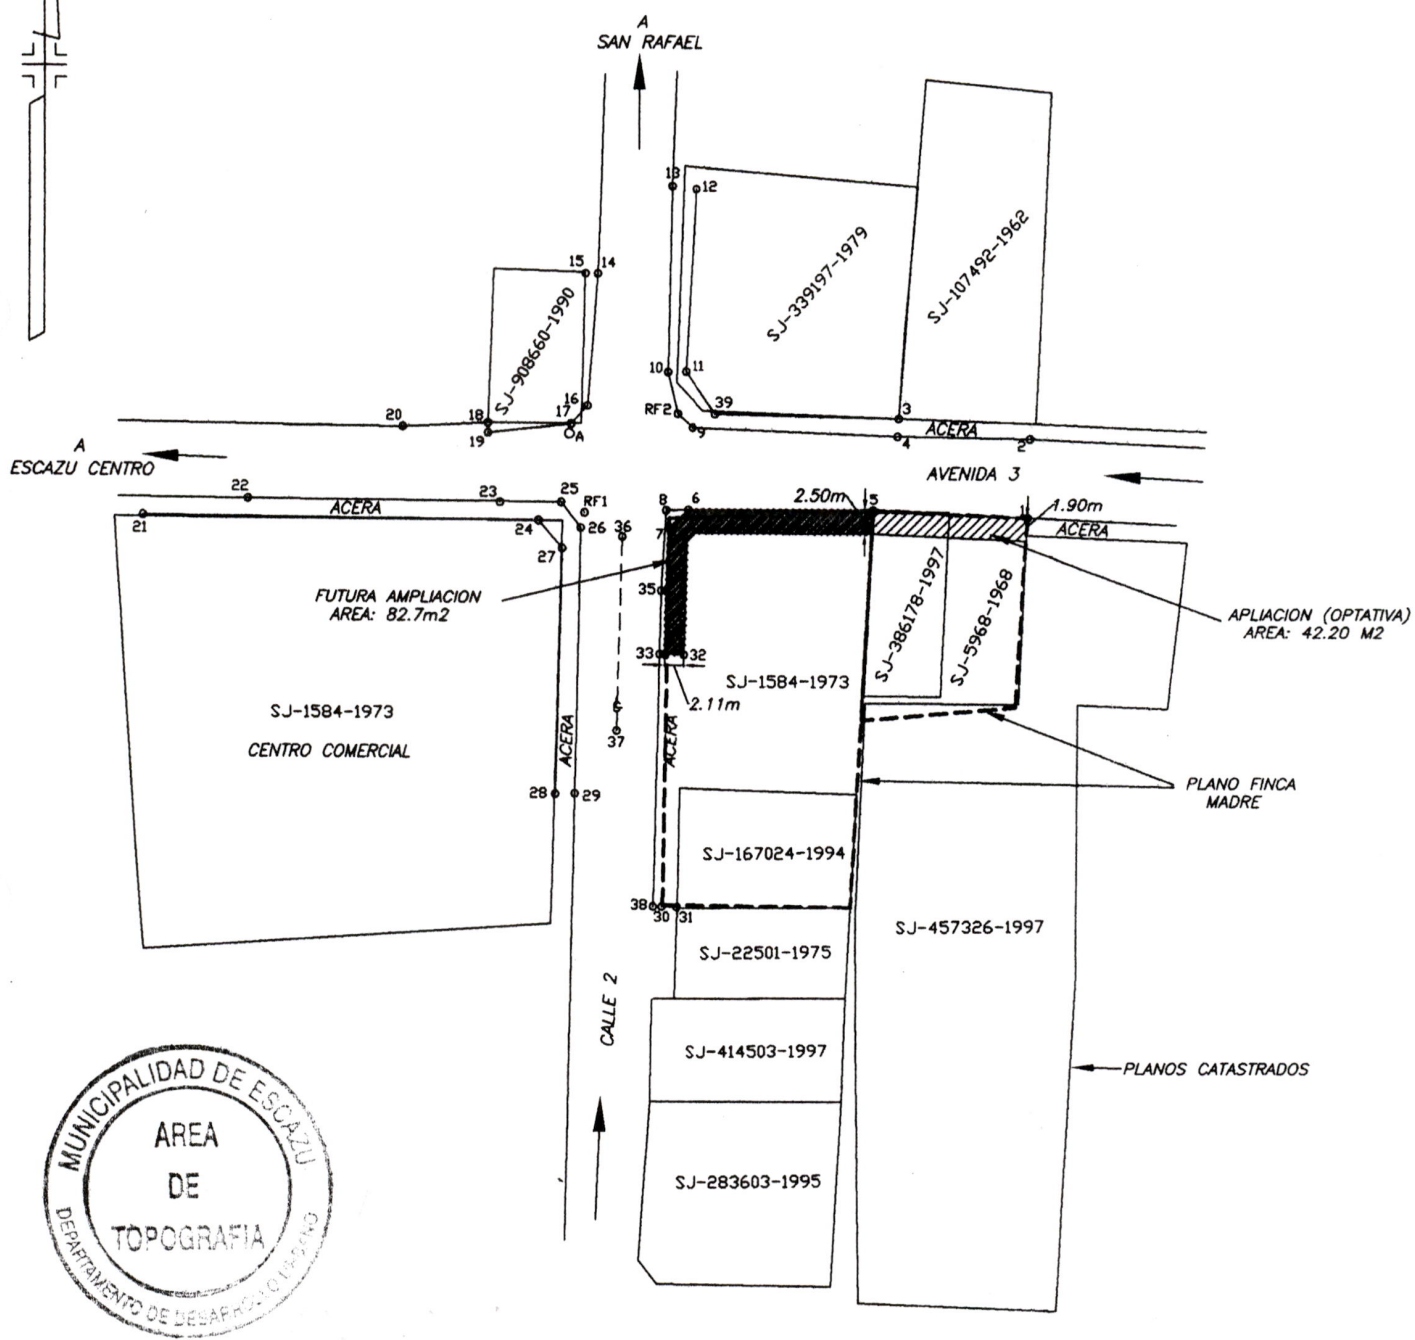 A
SAN RAFAEL
13
12
SJ-339197-1979
SJ-107492-1962
15
14
SJ-908660-1990
10
11
16
39
RF2
3
20
18
17
A
19
9
4
ACERA
2
A
ESCAZU CENTRO
AVENIDA 3
22
23
25
8
6
2.50m
5
1
1.90m
ACERA
RF1
ACERA
21
24
26
36
7
27
SJ-386178-1997
SJ-5968-1968
FUTURA AMPLIACION
AREA: 82.7m2
35
APLIACION (OPTATIVA)
AREA: 42.20 M2
33
32
SJ-1584-1973
2.11m
SJ-1584-1973
CENTRO COMERCIAL
ACERA
37
ACERA
28
29
PLANO FINCA
MADRE
SJ-167024-1994
38
30
31
SJ-457326-1997
SJ-22501-1975
CALLE 2
SJ-414503-1997
PLANOS CATASTRADOS
SJ-283603-1995
MUNICIPALIDAD DE ESCAZU
AREA
DE
TOPOGRAFIA
DEPARTAMENTO DE DESARROLLO URBANO